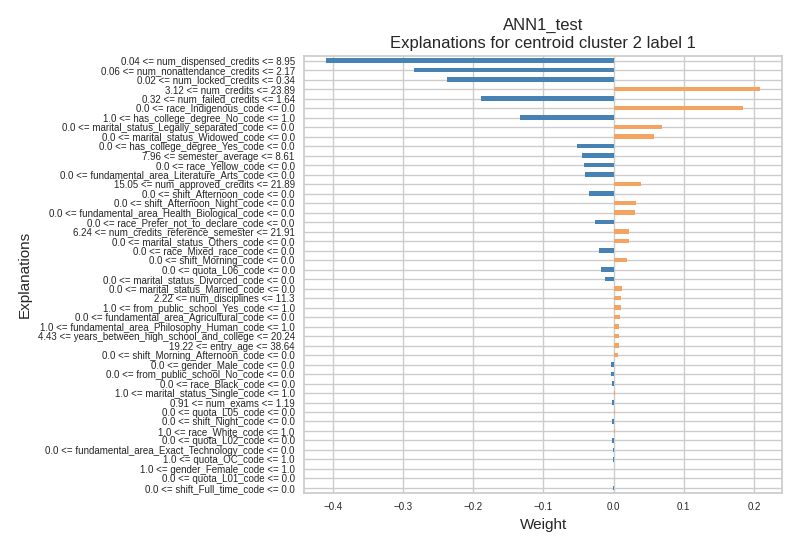 ANN1_test
Explanations for centroid cluster 2 label 1
0.04 <= num_dispensed_credits <= 8.95
0.06 <= num_nonattendance_credits <= 2.17
0.02 <= num_locked_credits <= 0.34
3.12 <= num_credits <= 23.89
0.32 <= num_failed_credits <= 1.64
0.0 <= race_Indigenous_code <= 0.0
1.0 <= has_college_degree_No_code <= 1.0
0.0 <= marital_status_Legally_separated_code <= 0.0
0.0 <= marital_status_Widowed_code <= 0.0
0.0 <= has_college_degree_Yes_code <= 0.0
7.96 <= semester_average <= 8.61
0.0 <= race_Yellow_code <= 0.0
0.0 <= fundamental_area_Literature_Arts_code <= 0.0
15.05 <= num_approved_credits <= 21.89
0.0 <= shift_Afternoon_code <= 0.0
0.0 <= shift_Afternoon_Night_code <= 0.0
0.0 <= fundamental_area_Health_Biological_code <= 0.0
0.0 <= race_Prefer_not_to_declare_code <= 0.0
6.24 <= num_credits_reference_semester <= 21.91
0.0 <= marital_status_Others_code <= 0.0
0.0 <= race_Mixed_race_code <= 0.0
0.0 <= shift_Morning_code <= 0.0
0.0 <= quota_L06_code <= 0.0
0.0 <= marital_status_Divorced_code <= 0.0
0.0 <= marital_status_Married_code <= 0.0
2.22 <= num_disciplines <= 11.3
1.0 <= from_public_school_Yes_code <= 1.0
0.0 <= fundamental_area_Agricultural_code <= 0.0
1.0 <= fundamental_area_Philosophy_Human_code <= 1.0
4.43 <= years_between_high_school_and_college <= 20.24
19.22 <= entry_age <= 38.64
0.0 <= shift_Morning_Afternoon_code <= 0.0
0.0 <= gender_Male_code <= 0.0
0.0 <= from_public_school_No_code <= 0.0
0.0 <= race_Black_code <= 0.0
1.0 <= marital_status_Single_code <= 1.0
0.91 <= num_exams <= 1.19
0.0 <= quota_L05_code <= 0.0
0.0 <= shift_Night_code <= 0.0
1.0 <= race_White_code <= 1.0
0.0 <= quota_L02_code <= 0.0
0.0 <= fundamental_area_Exact_Technology_code <= 0.0
1.0 <= quota_OC_code <= 1.0
1.0 <= gender_Female_code <= 1.0
0.0 <= quota_L01_code <= 0.0
0.0 <= shift_Full_time_code <= 0.0
Explanations
−0.4 −0.3 −0.2 −0.1 0.0 0.1 0.2
Weight